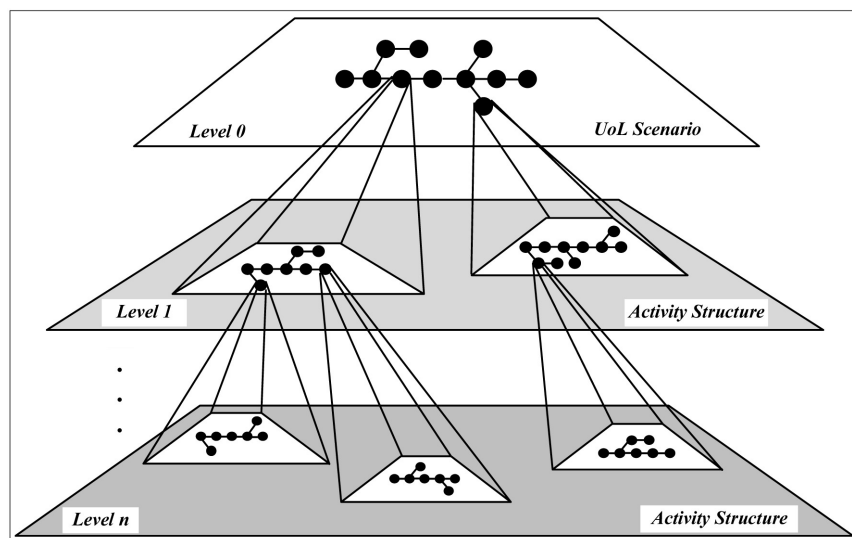 Level 0
UoL Scenario
Level 1
Activity Structure
Level n
Activity Structure